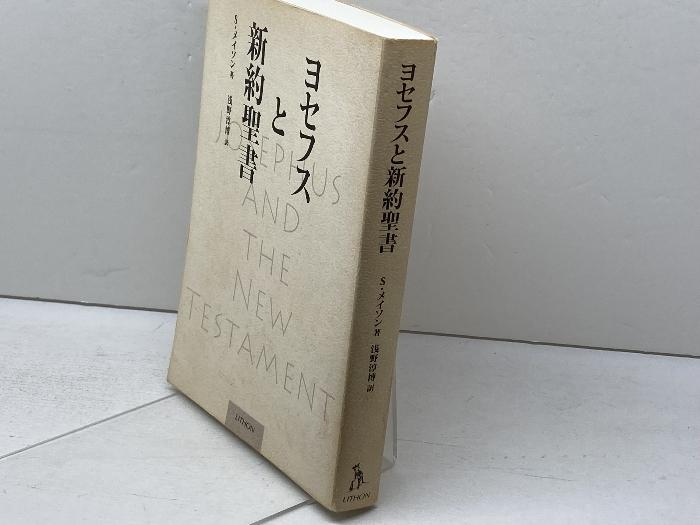 ヨセフス
と
新約聖書
S・メイソン 著
浅野淳博 訳
JOSEPHUS
AND
THE
NEW
TESTAMENT
LITHON
ヨセフスと新約聖書
S・メイソン 著
浅野淳博 訳
LITHON